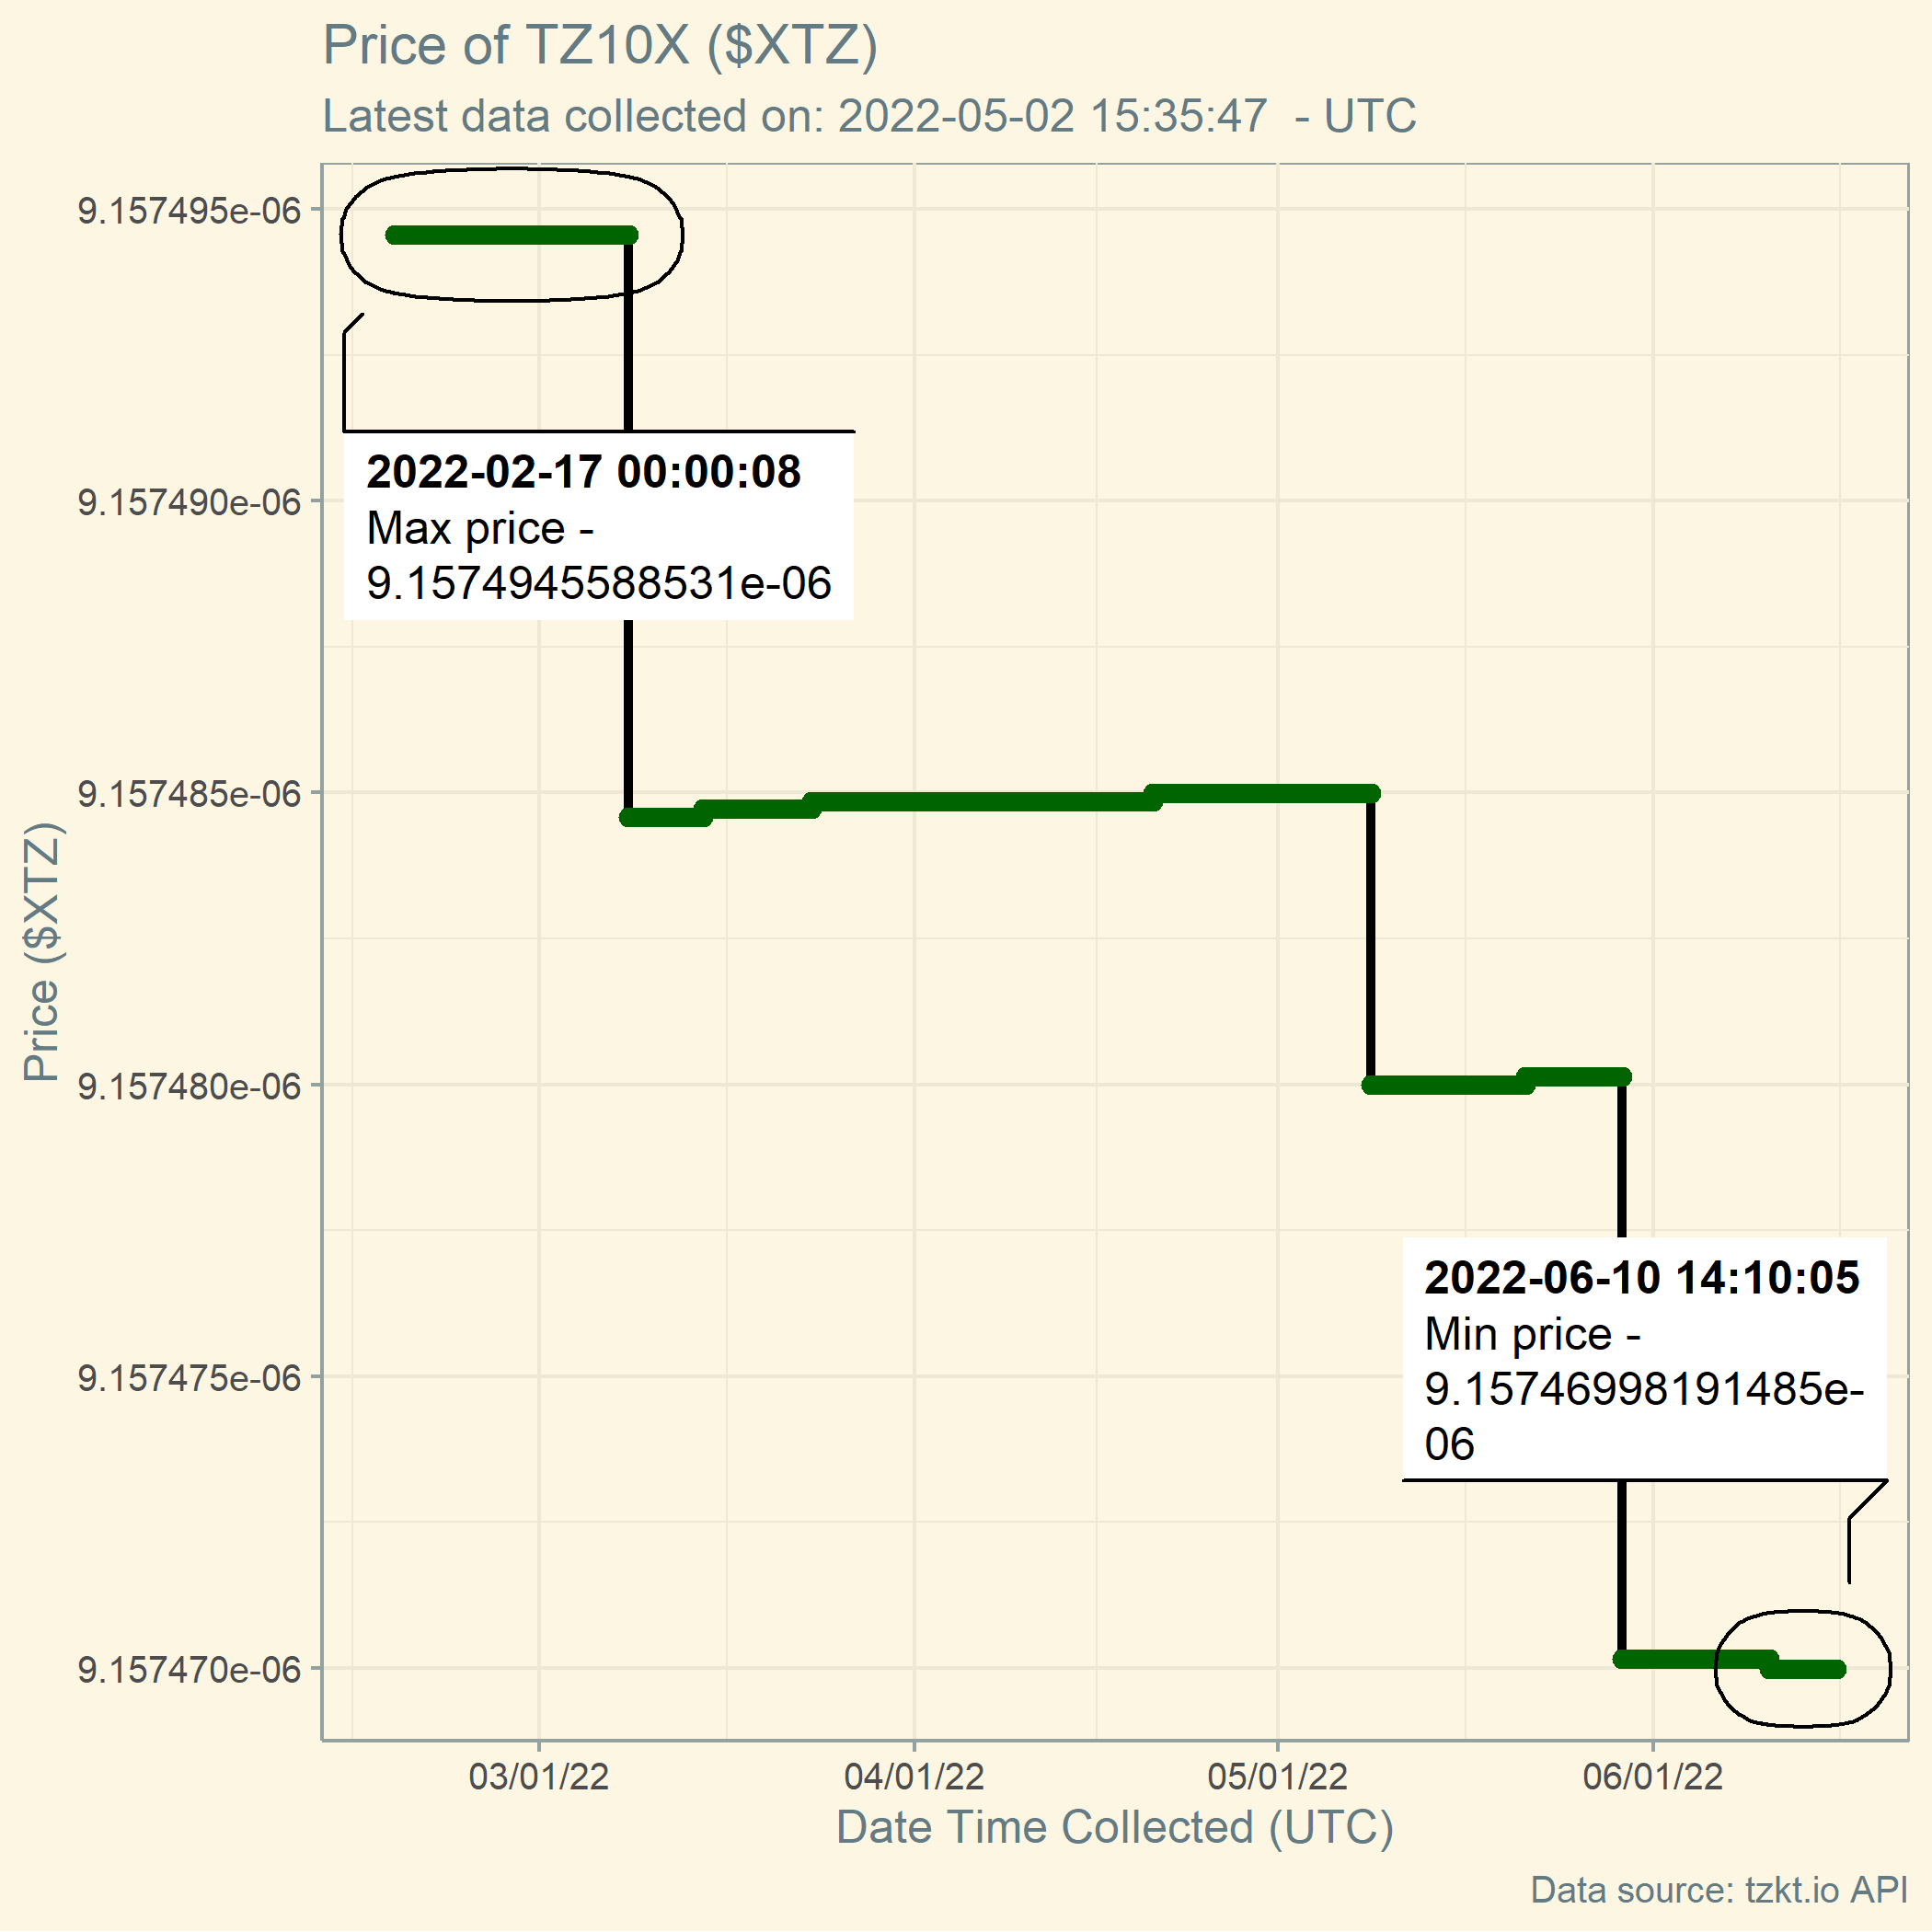 Price of TZ10X ($XTZ)
Latest data collected on: 2022-05-02 15:35:47  - UTC
Price ($XTZ)
9.157495e-06
9.157490e-06
9.157485e-06
9.157480e-06
9.157475e-06
9.157470e-06
2022-02-17 00:00:08
Max price -
9.1574945588531e-06
2022-06-10 14:10:05
Min price -
9.15746998191485e-
06
03/01/22
04/01/22
05/01/22
06/01/22
Date Time Collected (UTC)
Data source: tzkt.io API